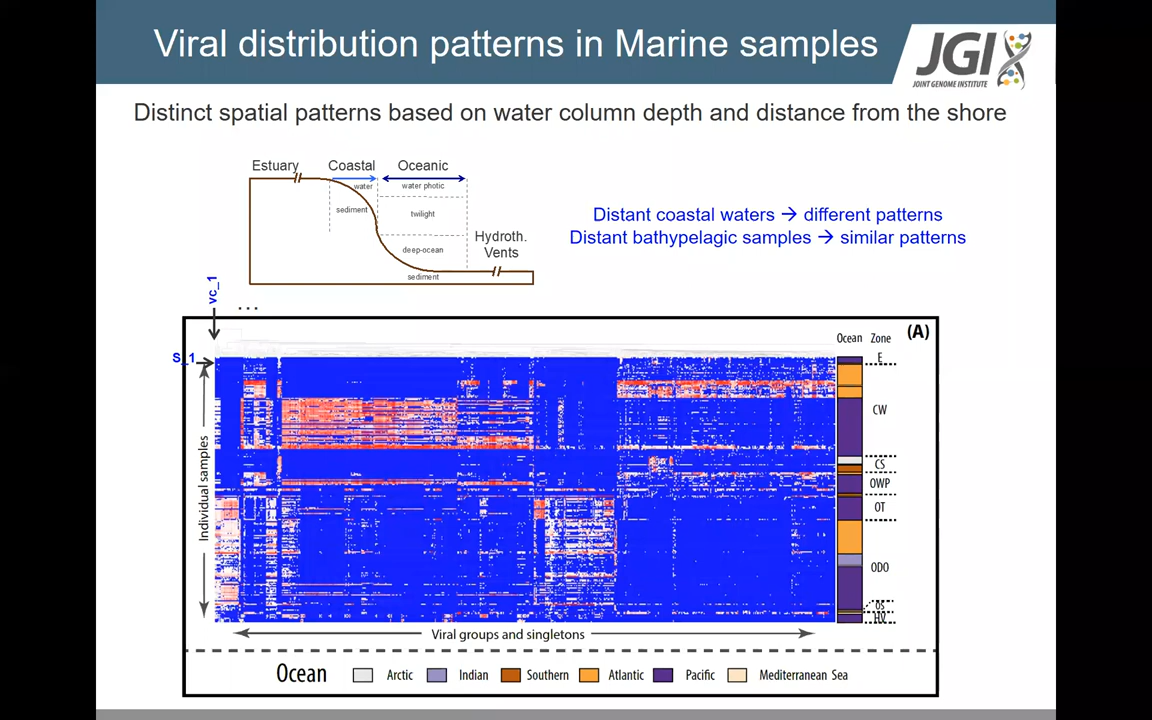 Viral distribution patterns in Marine samples
JGI
JOINT GENOME INSTITUTE
Distinct spatial patterns based on water column depth and distance from the shore
Estuary
Coastal
Oceanic
water
water photic
sediment
twilight
Hydroth.
Vents
deep-ocean
sediment
Distant coastal waters → different patterns
Distant bathypelagic samples → similar patterns
vc_1
...
S_1
(A)
Ocean
Zone
E
CW
CS
OWP
OT
ODO
OS
HV
Individual samples
Viral groups and singletons
Ocean
Arctic
Indian
Southern
Atlantic
Pacific
Mediterranean Sea